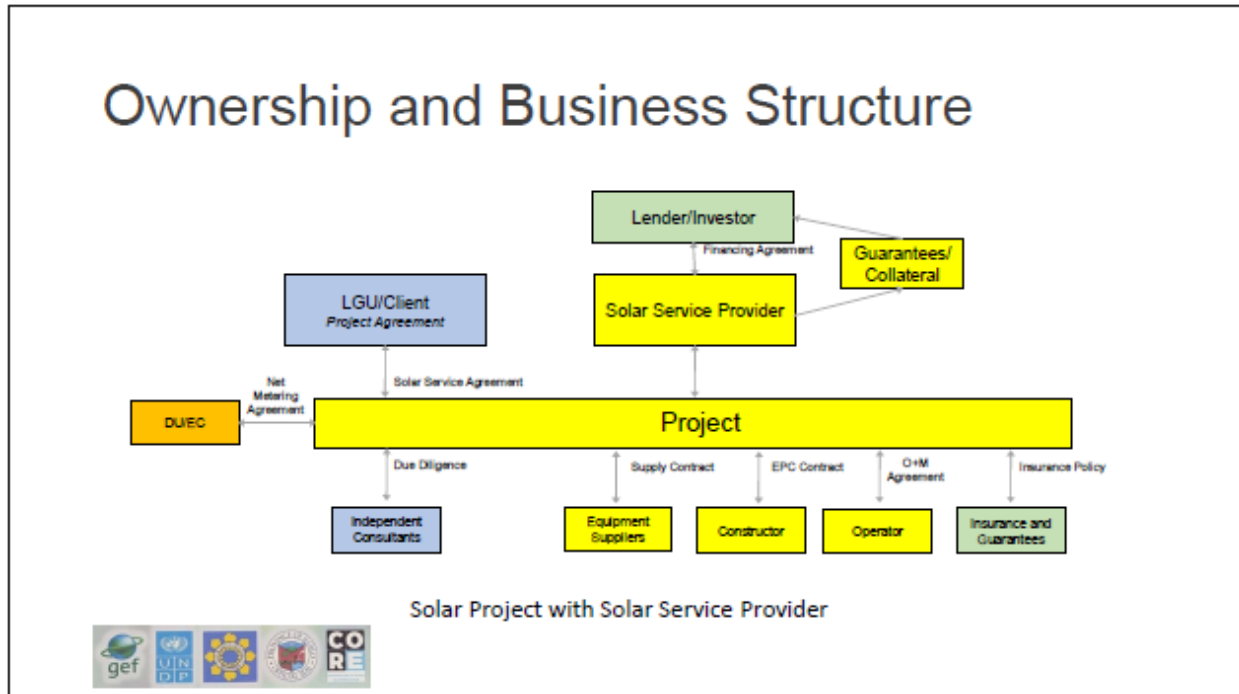 Ownership and Business Structure
Lender/Investor
Financing Agreement
Guarantees/
Collateral
LGU/Client
Project Agreement
Solar Service Provider
Net
Metering
Agreement
Solar Service Agreement
DU/EC
Project
Due Diligence
Supply Contract
EPC Contract
O+M
Agreement
Insurance Policy
Independent
Consultants
Equipment
Suppliers
Constructor
Operator
Insurance and
Guarantees
Solar Project with Solar Service Provider
gef
U N
D P
CO
RE